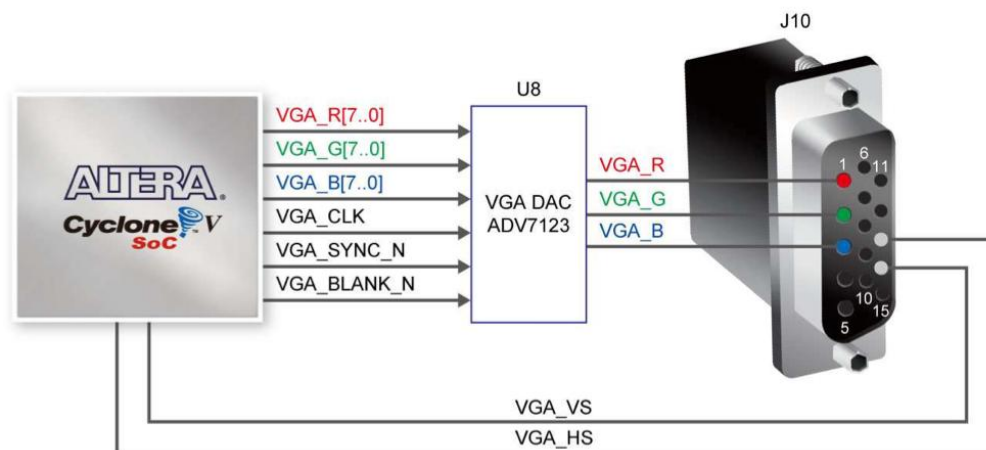 J10
U8
VGA_R[7..0]
VGA_G[7..0]
VGA_B[7..0]
VGA_CLK
VGA_SYNC_N
VGA_BLANK_N
ALTERA®
Cyclone™ V
SoC
VGA DAC
ADV7123
VGA_R
VGA_G
VGA_B
1
6
11
5
10
15
VGA_VS
VGA_HS